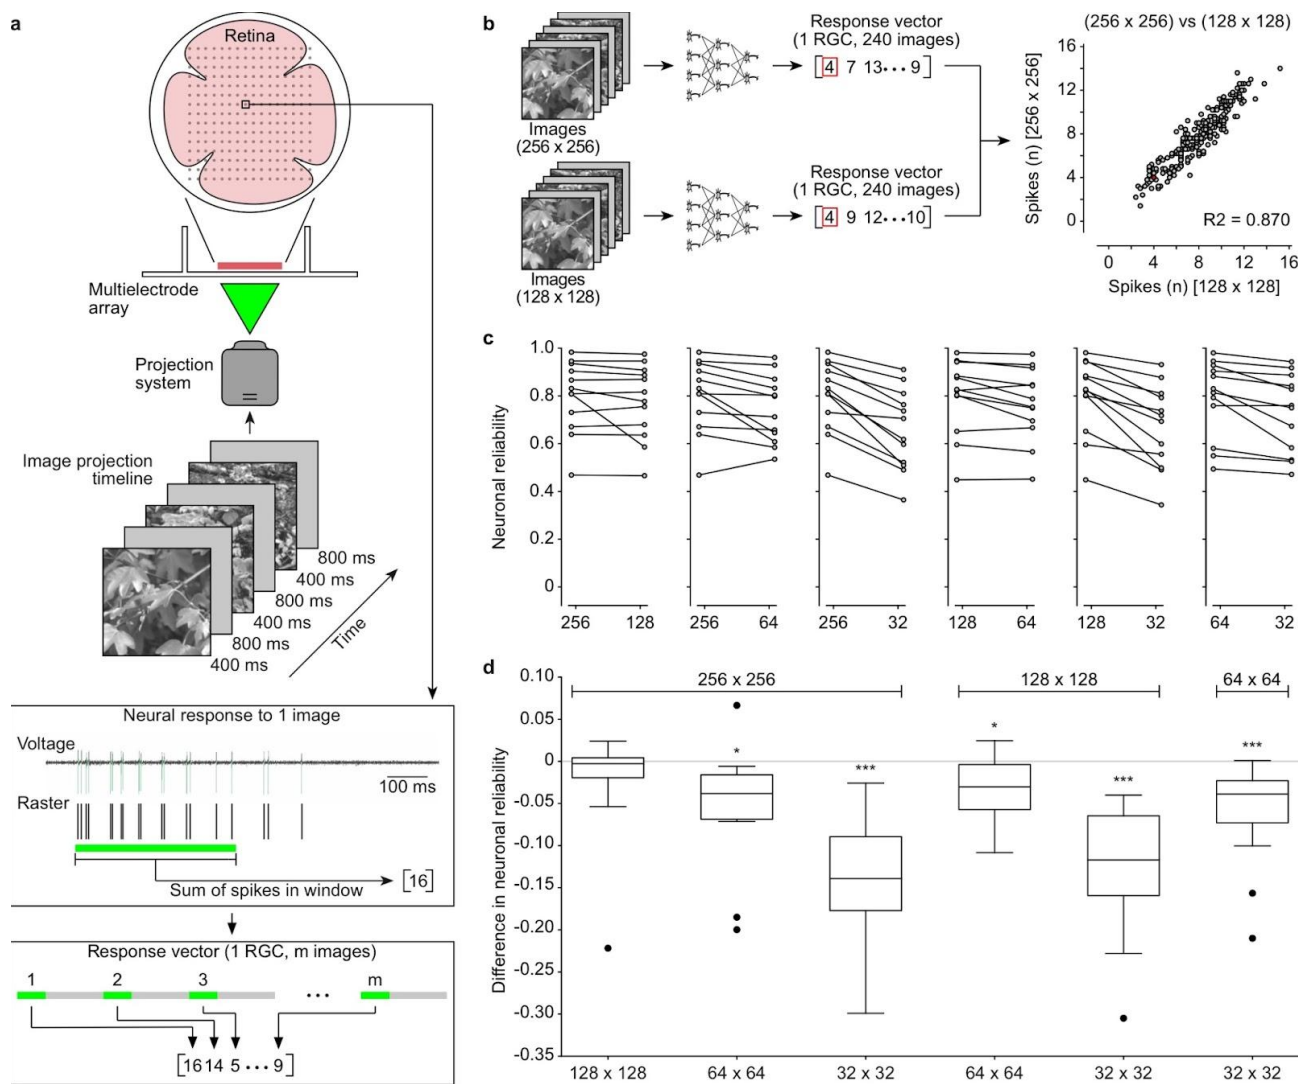 a
Retina
Multielectrode
array
Projection
system
Image projection
timeline
800 ms
400 ms
800 ms
400 ms
800 ms
400 ms
Time
Neural response to 1 image
Voltage
100 ms
Raster
Sum of spikes in window
[16]
Response vector (1 RGC, m images)
1 2 3 ••• m
[16 14 5 ••• 9]
b
Images
(256 x 256)
Response vector
(1 RGC, 240 images)
[4 7 13••• 9]
Images
(128 x 128)
Response vector
(1 RGC, 240 images)
[4 9 12•••10]
(256 x 256) vs (128 x 128)
Spikes (n) [256 x 256]
16
12
8
4
0
R2 = 0.870
0 4 8 12 16
Spikes (n) [128 x 128]
c
Neuronal reliability
1.0
0.8
0.6
0.4
0.2
0
256 128 256 64 256 32 128 64 128 32 64 32
d
Difference in neuronal reliability
0.10
0.05
0
-0.05
-0.10
-0.15
-0.20
-0.25
-0.30
-0.35
256 x 256 128 x 128 64 x 64
* *** * *** ***
128 x 128 64 x 64 32 x 32 64 x 64 32 x 32 32 x 32